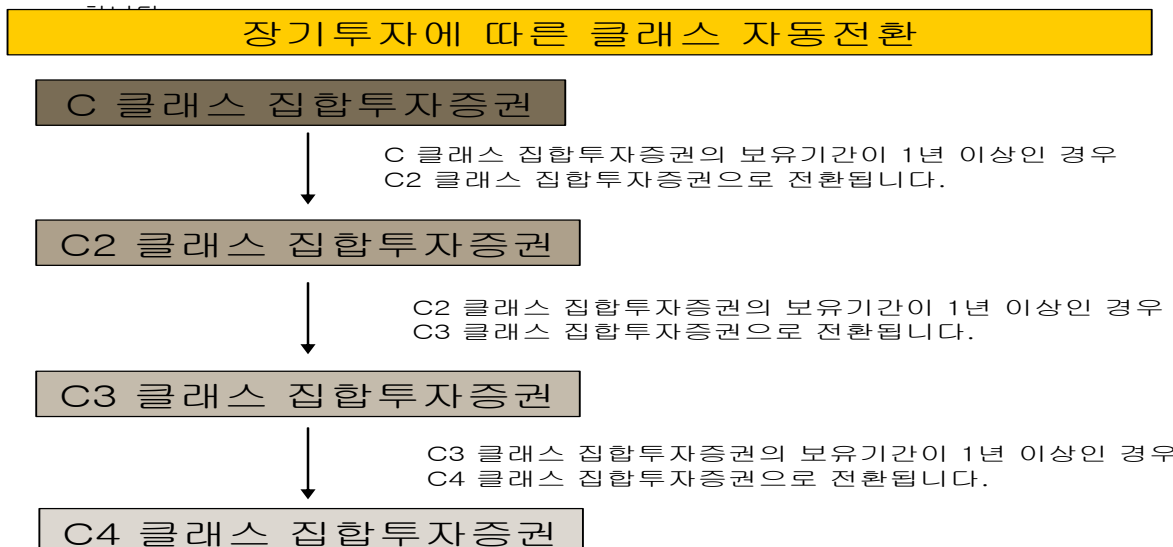 장기투자에 따른 클래스 자동전환
C 클래스 집합투자증권
C 클래스 집합투자증권의 보유기간이 1년 이상인 경우
C2 클래스 집합투자증권으로 전환됩니다.
C2 클래스 집합투자증권
C2 클래스 집합투자증권의 보유기간이 1년 이상인 경우
C3 클래스 집합투자증권으로 전환됩니다.
C3 클래스 집합투자증권
C3 클래스 집합투자증권의 보유기간이 1년 이상인 경우
C4 클래스 집합투자증권으로 전환됩니다.
C4 클래스 집합투자증권